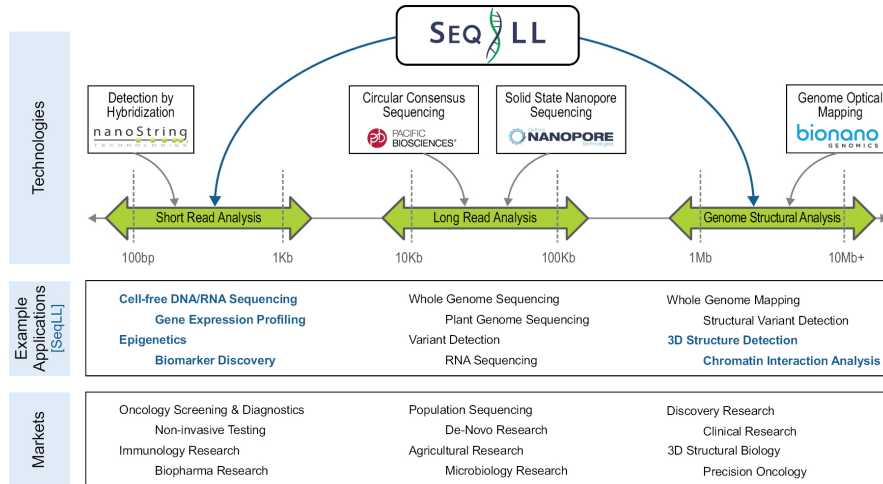 SEQ LL
Detection by
Hybridization
nanoString
TECHNOLOGIES
Circular Consensus
Sequencing
PACIFIC
BIOSCIENCES®
Solid State Nanopore
Sequencing
NANOPORE
Technologies
Genome Optical
Mapping
bionano
GENOMICS
Technologies
Short Read Analysis
Long Read Analysis
Genome Structural Analysis
100bp
1Kb
10Kb
100Kb
1Mb
10Mb+
Example
Applications
[SeqLL]
Cell-free DNA/RNA Sequencing
Gene Expression Profiling
Epigenetics
Biomarker Discovery
Whole Genome Sequencing
Plant Genome Sequencing
Variant Detection
RNA Sequencing
Whole Genome Mapping
Structural Variant Detection
3D Structure Detection
Chromatin Interaction Analysis
Markets
Oncology Screening & Diagnostics
Non-invasive Testing
Immunology Research
Biopharma Research
Population Sequencing
De-Novo Research
Agricultural Research
Microbiology Research
Discovery Research
Clinical Research
3D Structural Biology
Precision Oncology